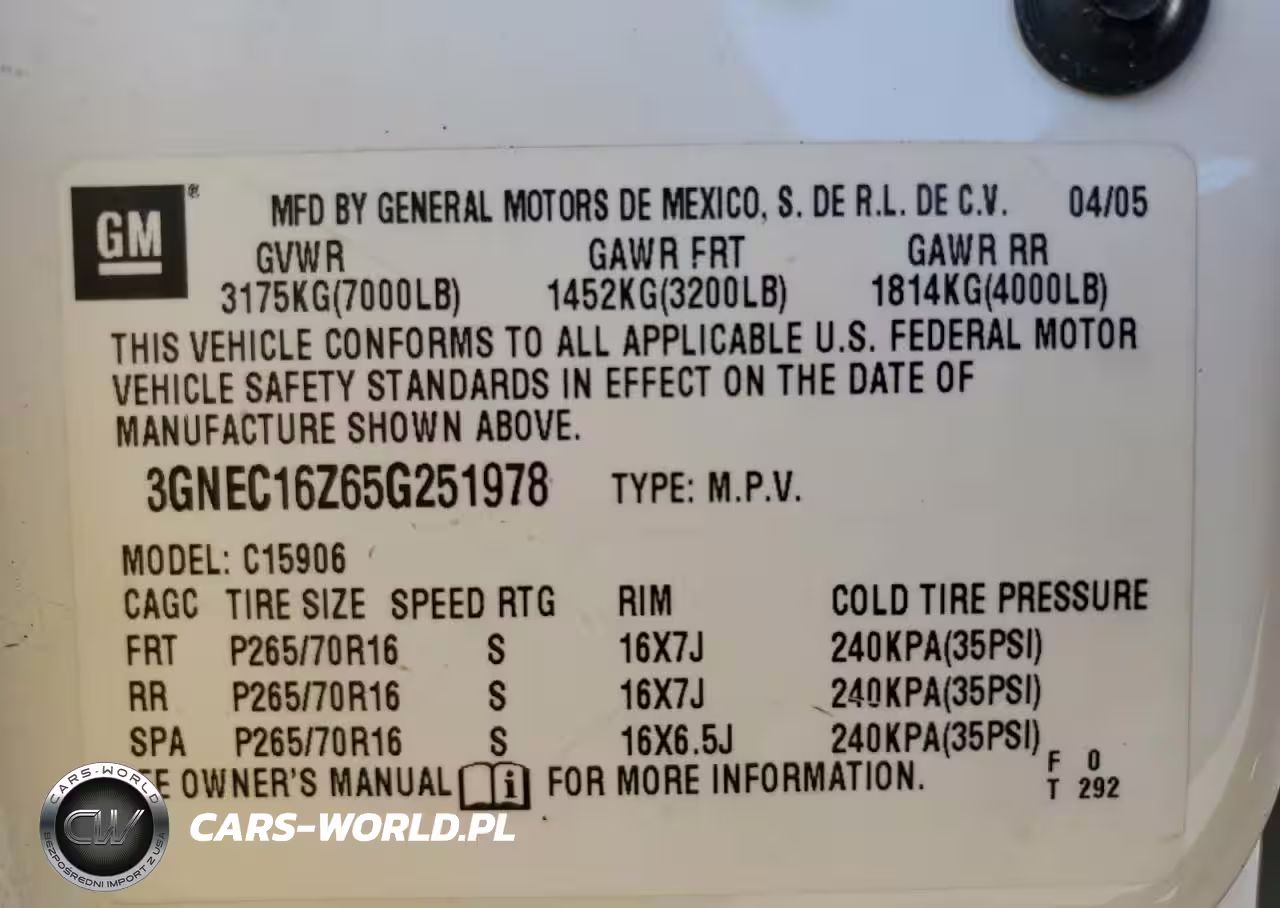 GM ®
MFD BY GENERAL MOTORS DE MEXICO, S. DE R.L. DE C.V. 04/05
GVWR GAWR FRT GAWR RR
3175KG(7000LB) 1452KG(3200LB) 1814KG(4000LB)
THIS VEHICLE CONFORMS TO ALL APPLICABLE U.S. FEDERAL MOTOR
VEHICLE SAFETY STANDARDS IN EFFECT ON THE DATE OF
MANUFACTURE SHOWN ABOVE.
3GNEC16Z65G251978 TYPE: M.P.V.
MODEL: C15906
CAGC TIRE SIZE SPEED RTG RIM COLD TIRE PRESSURE
FRT P265/70R16 S 16X7J 240KPA(35PSI)
RR P265/70R16 S 16X7J 240KPA(35PSI)
SPA P265/70R16 S 16X6.5J 240KPA(35PSI)
OWNER'S MANUAL i FOR MORE INFORMATION.
F 0
T 292
CARS-WORLD
CW
BEZPOŚREDNI IMPORT Z USA
CARS-WORLD.PL